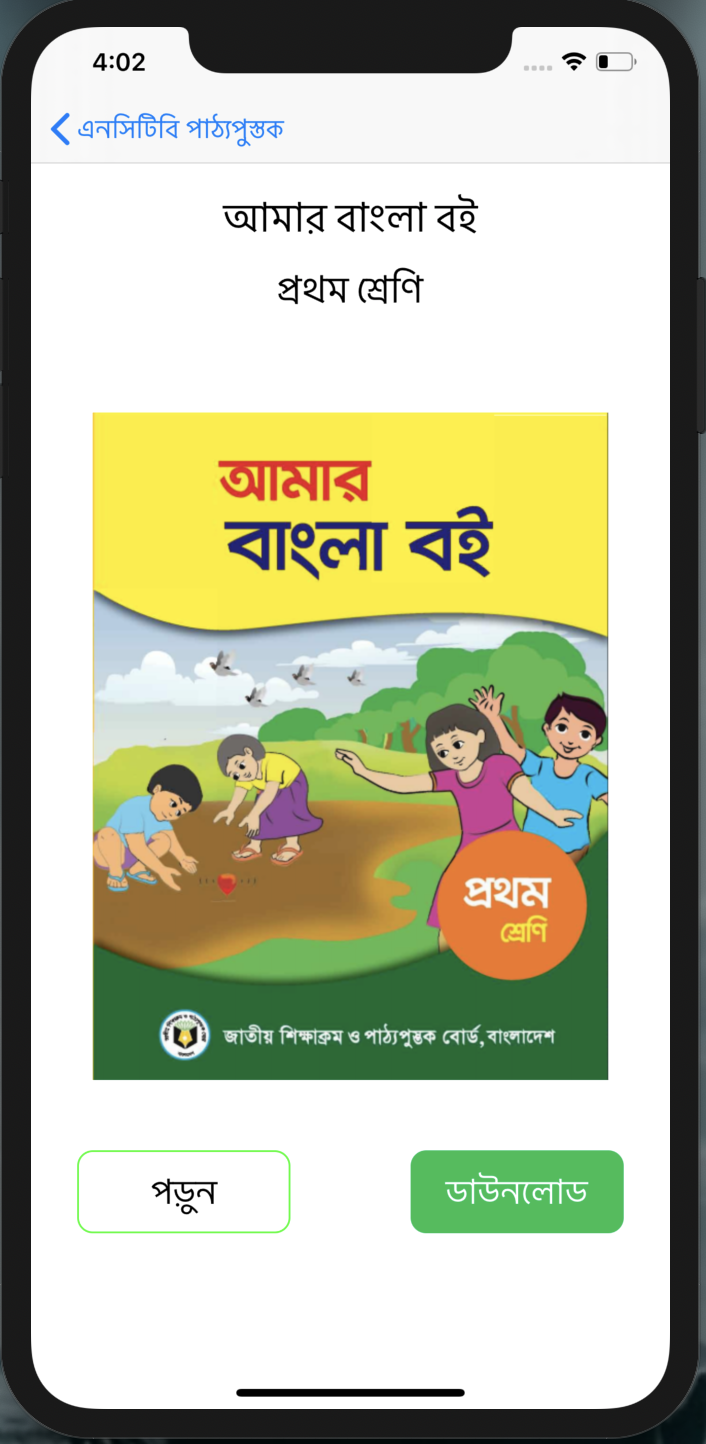 4:02
এনসিটিবি পাঠ্যপুস্তক
আমার বাংলা বই
প্রথম শ্রেণি
আমার
বাংলা বই
প্রথম
শ্রেণি
জাতীয় শিক্ষাক্রম ও পাঠ্যপুস্তক বোর্ড, বাংলাদেশ
পড়ুন
ডাউনলোড